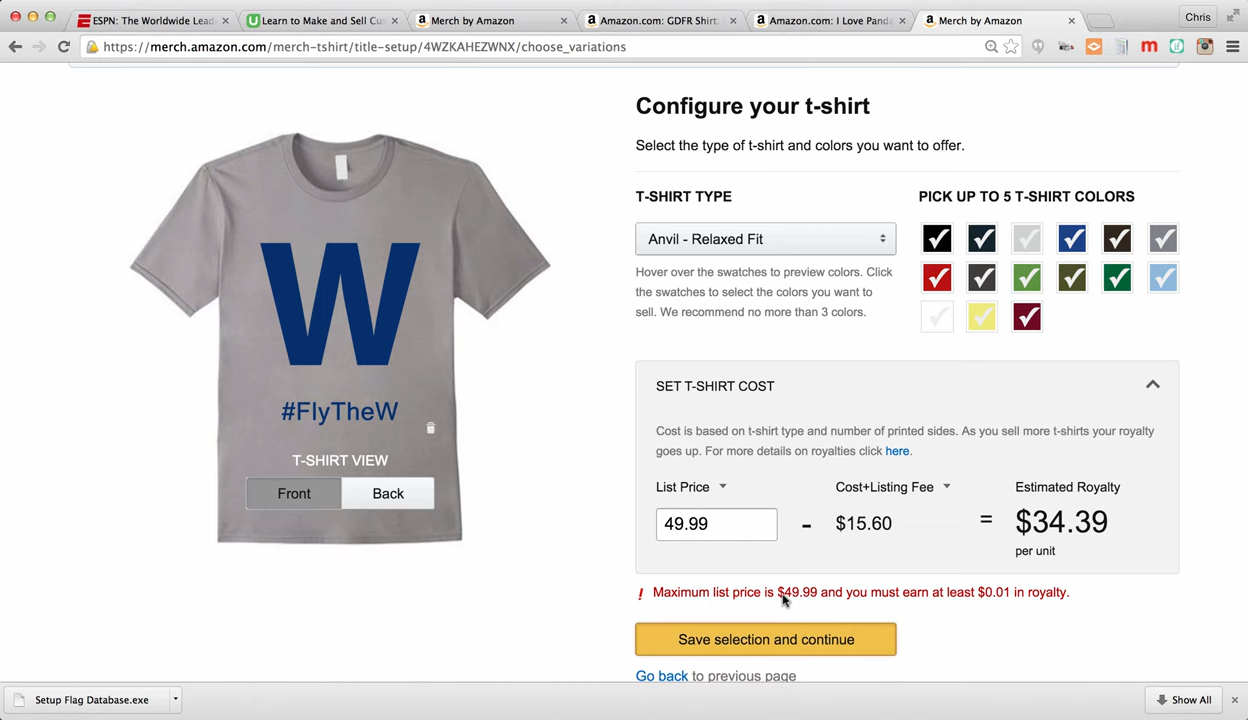 ESPN: The Worldwide Lead
Learn to Make and Sell Cus
Merch by Amazon
Amazon.com: GDFR Shirt:
Amazon.com: I Love Panda
Merch by Amazon
Chris
https://merch.amazon.com/merch-tshirt/title-setup/4WZKAHEZWNX/choose_variations
Configure your t-shirt
Select the type of t-shirt and colors you want to offer.
T-SHIRT TYPE
PICK UP TO 5 T-SHIRT COLORS
Anvil - Relaxed Fit
Hover over the swatches to preview colors. Click
the swatches to select the colors you want to
sell. We recommend no more than 3 colors.
W
#FlyTheW
T-SHIRT VIEW
Front
Back
SET T-SHIRT COST
Cost is based on t-shirt type and number of printed sides. As you sell more t-shirts your royalty
goes up. For more details on royalties click here.
List Price
Cost+Listing Fee
Estimated Royalty
49.99
-
$15.60
=
$34.39
per unit
! Maximum list price is $49.99 and you must earn at least $0.01 in royalty.
Save selection and continue
Go back to previous page
Setup Flag Database.exe
Show All